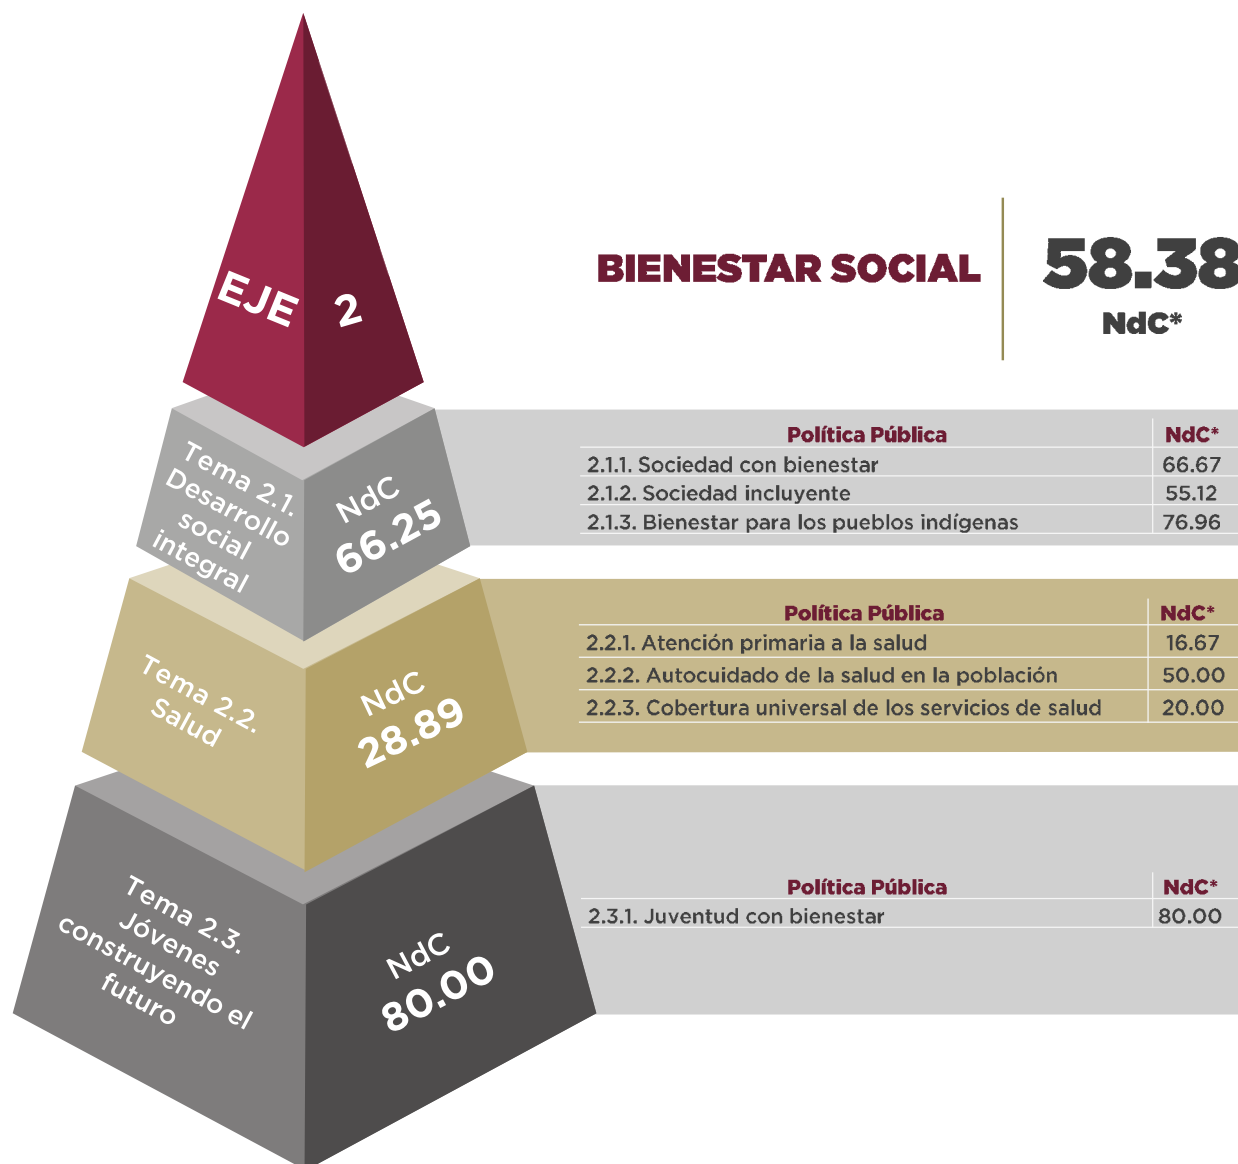 EJE 2
BIENESTAR SOCIAL
58.38
NdC*
Tema 2.1.
Desarrollo
social
integral
NdC
66.25
Política Pública NdC*
2.1.1. Sociedad con bienestar 66.67
2.1.2. Sociedad incluyente 55.12
2.1.3. Bienestar para los pueblos indígenas 76.96
Tema 2.2.
Salud
NdC
28.89
Política Pública NdC*
2.2.1. Atención primaria a la salud 16.67
2.2.2. Autocuidado de la salud en la población 50.00
2.2.3. Cobertura universal de los servicios de salud 20.00
Tema 2.3.
Jóvenes
construyendo el
futuro
NdC
80.00
Política Pública NdC*
2.3.1. Juventud con bienestar 80.00